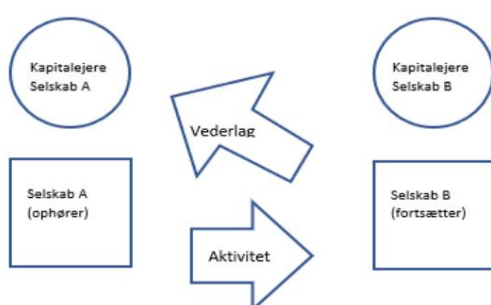 Kapitalejere
Selskab A
Kapitalejere
Selskab B
Vederlag
Selskab A
(ophører)
Selskab B
(fortsætter)
Aktivitet